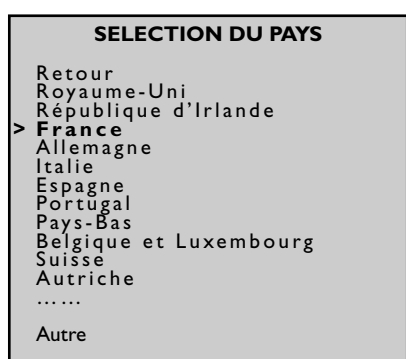 SELECTION DU PAYS
Retour
Royaume-Uni
République d'Irlande
> France
Allemagne
Italie
Espagne
Portugal
Pays-Bas
Belgique et Luxembourg
Suisse
Autriche
……
Autre